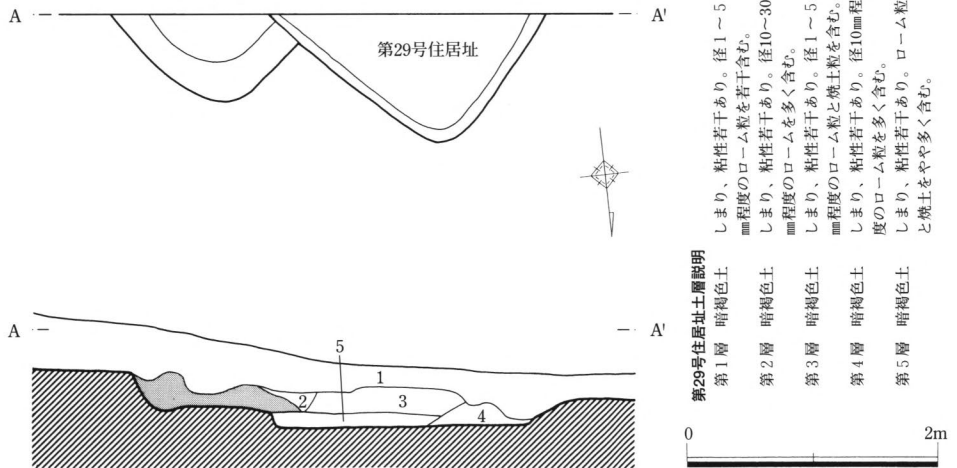 A
A'
第29号住居址
A
A'
5
1
2
3
4
第29号住居址土層説明
第1層 暗褐色土 しまり、粘性若干あり。径1～5
㎜程度のローム粒を若干含む。
第2層 暗褐色土 しまり、粘性若干あり。径10～30
㎜程度のロームを多く含む。
第3層 暗褐色土 しまり、粘性若干あり。径1～5
㎜程度のローム粒と焼土粒を含む。
第4層 暗褐色土 しまり、粘性若干あり。径10㎜程
度のローム粒を多く含む。
第5層 暗褐色土 しまり、粘性若干あり。ローム粒
と焼土をやや多く含む。
0
2m